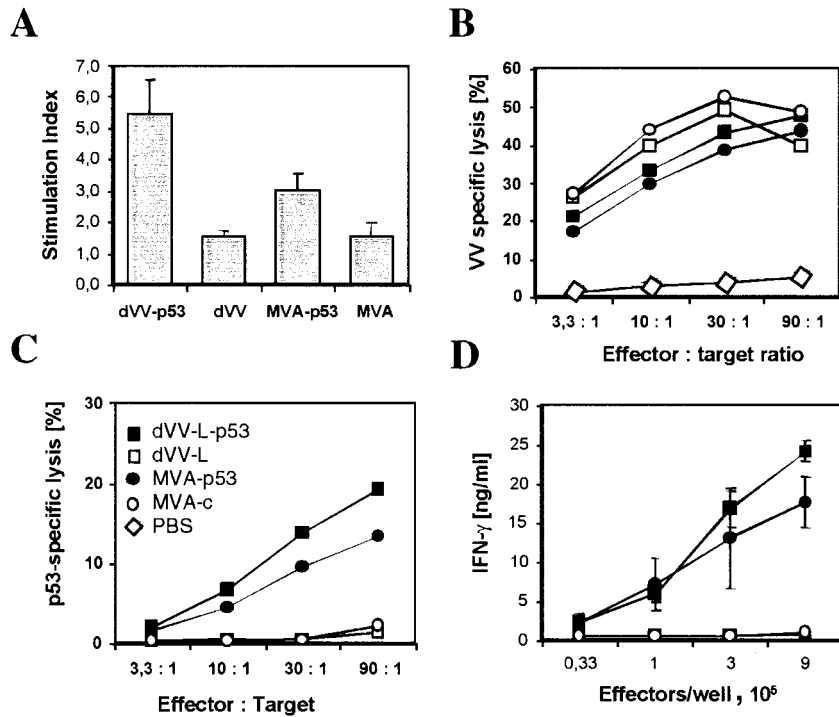 A
Stimulation Index
7,0
6,0
5,0
4,0
3,0
2,0
1,0
0,0
dVV-p53 dVV MVA-p53 MVA
B
VV specific lysis [%]
60
50
40
30
20
10
0
3,3 : 1 10 : 1 30 : 1 90 : 1
Effector : target ratio
C
p53-specific lysis [%]
30
20
10
0
dVV-L-p53
dVV-L
MVA-p53
MVA-c
PBS
3,3 : 1 10 : 1 30 : 1 90 : 1
Effector : Target
D
IFN-γ [ng/ml]
30
25
20
15
10
5
0
0,33 1 3 9
Effectors/well , 10⁵